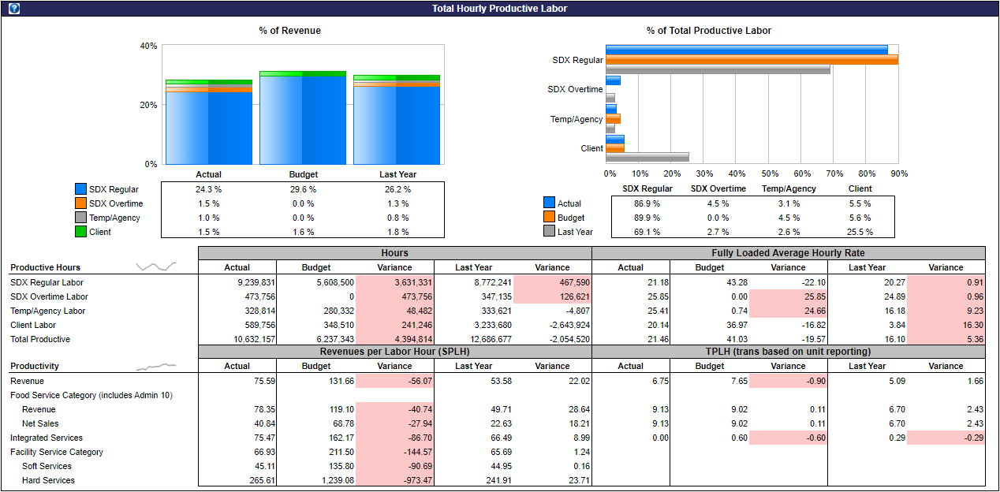 ?
Total Hourly Productive Labor
% of Revenue
40%
20%
0%
Actual Budget Last Year
SDX Regular 24.3 % 29.6 % 26.2 %
SDX Overtime 1.5 % 0.0 % 1.3 %
Temp/Agency 1.0 % 0.0 % 0.8 %
Client 1.5 % 1.6 % 1.8 %
% of Total Productive Labor
SDX Regular
SDX Overtime
Temp/Agency
Client
0% 10% 20% 30% 40% 50% 60% 70% 80% 90%
SDX Regular SDX Overtime Temp/Agency Client
Actual 86.9 % 4.5 % 3.1 % 5.5 %
Budget 89.9 % 0.0 % 4.5 % 5.6 %
Last Year 69.1 % 2.7 % 2.6 % 25.5 %
Hours Fully Loaded Average Hourly Rate
Productive Hours Actual Budget Variance Last Year Variance Actual Budget Variance Last Year Variance
SDX Regular Labor 9,239,831 5,608,500 3,631,331 8,772,241 467,590 21.18 43.28 -22.10 20.27 0.91
SDX Overtime Labor 473,756 0 473,756 347,135 126,621 25.85 0.00 25.85 24.89 0.96
Temp/Agency Labor 328,814 280,332 48,482 333,621 -4,807 25.41 0.74 24.66 16.18 9.23
Client Labor 589,756 348,510 241,246 3,233,680 -2,643,924 20.14 36.97 -16.82 3.84 16.30
Total Productive 10,632,157 6,237,343 4,394,814 12,686,677 -2,054,520 21.46 41.03 -19.57 16.10 5.36
Revenues per Labor Hour (SPLH) TPLH (trans based on unit reporting)
Productivity Actual Budget Variance Last Year Variance Actual Budget Variance Last Year Variance
Revenue 75.59 131.66 -56.07 53.58 22.02 6.75 7.65 -0.90 5.09 1.66
Food Service Category (includes Admin 10)
Revenue 78.35 119.10 -40.74 49.71 28.64 9.13 9.02 0.11 6.70 2.43
Net Sales 40.84 68.78 -27.94 22.63 18.21 9.13 9.02 0.11 6.70 2.43
Integrated Services 75.47 162.17 -86.70 66.49 8.99 0.00 0.60 -0.60 0.29 -0.29
Facility Service Category 66.93 211.50 -144.57 65.69 1.24
Soft Services 45.11 135.80 -90.69 44.95 0.16
Hard Services 265.61 1,239.08 -973.47 241.91 23.71